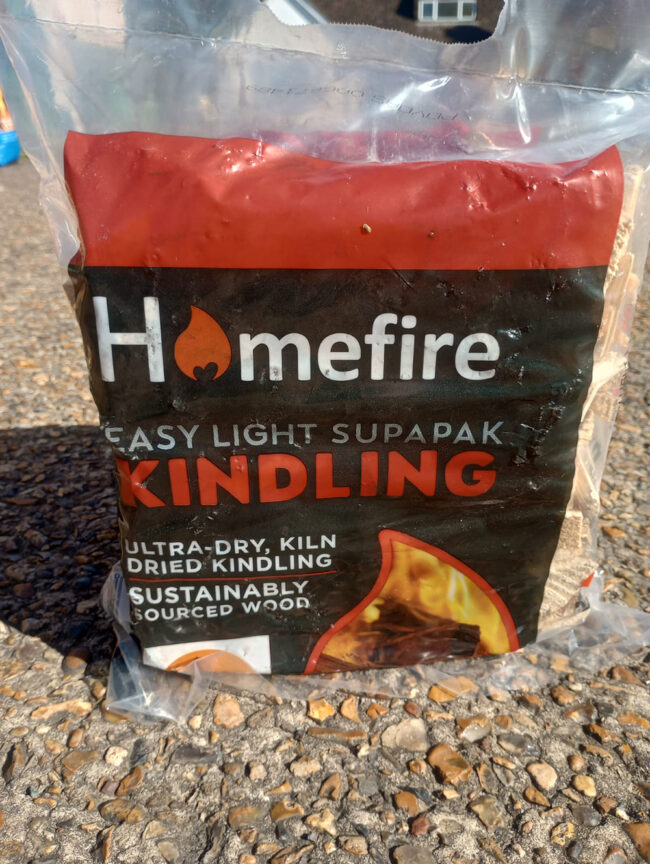 Homefire
EASY LIGHT SUPAPAK
KINDLING
ULTRA-DRY, KILN
DRIED KINDLING
SUSTAINABLY
SOURCED WOOD